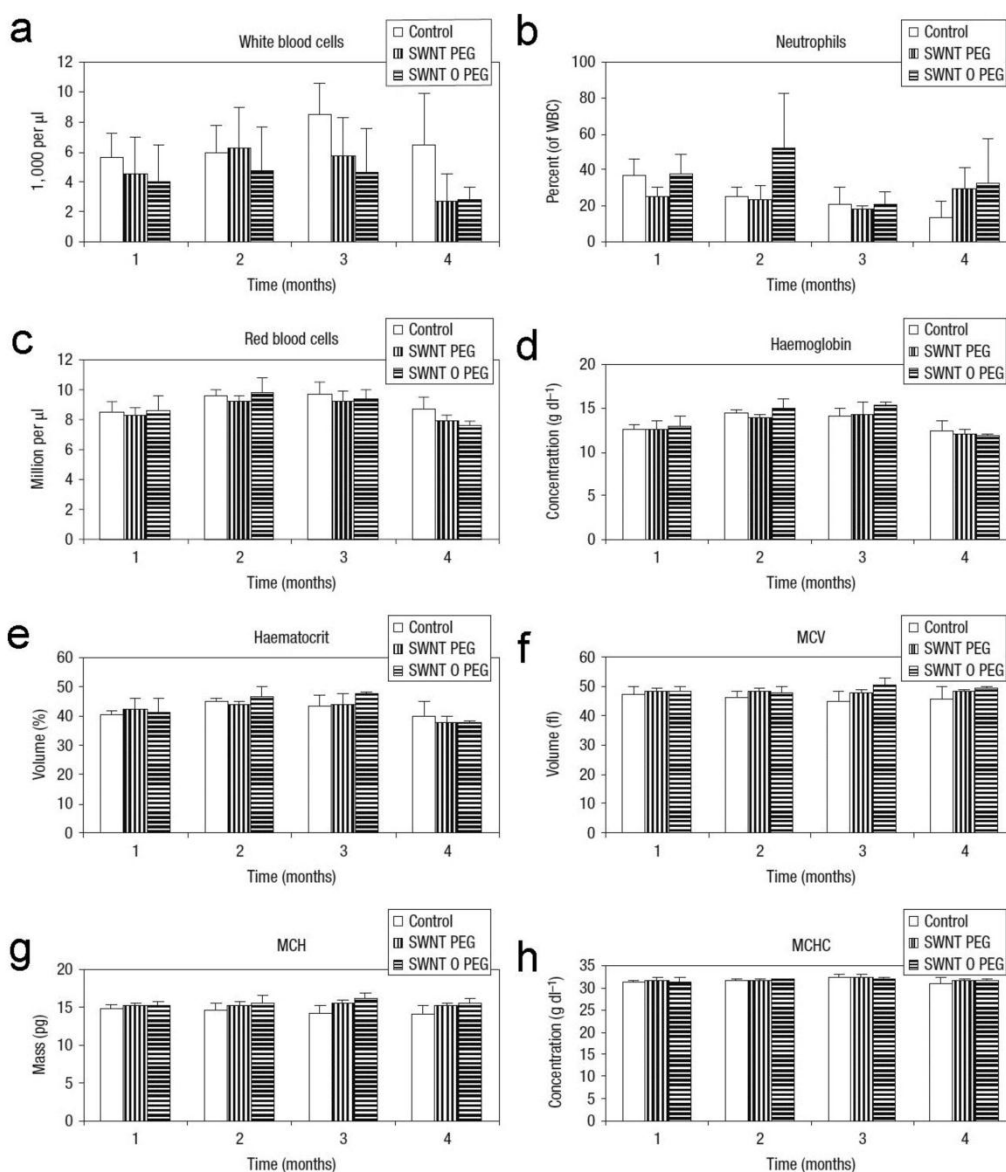 a
White blood cells
Control
SWNT PEG
SWNT O PEG
12
10
8
6
4
2
0
1,000 per µl
1 2 3 4
Time (months)
b
Neutrophils
Control
SWNT PEG
SWNT O PEG
100
80
60
40
20
0
Percent (of WBC)
1 2 3 4
Time (months)
c
Red blood cells
Control
SWNT PEG
SWNT O PEG
12
10
8
6
4
2
0
Million per µl
1 2 3 4
Time (months)
d
Haemoglobin
Control
SWNT PEG
SWNT O PEG
20
15
10
5
0
Concentrattion (g dl⁻¹)
1 2 3 4
Time (months)
e
Haematocrit
Control
SWNT PEG
SWNT O PEG
60
50
40
30
20
10
0
Volume (%)
1 2 3 4
Time (months)
f
MCV
Control
SWNT PEG
SWNT O PEG
60
50
40
30
20
10
0
Volume (fl)
1 2 3 4
Time (months)
g
MCH
Control
SWNT PEG
SWNT O PEG
20
15
10
5
0
Mass (pg)
1 2 3 4
Time (months)
h
MCHC
Control
SWNT PEG
SWNT O PEG
35
30
25
20
15
10
5
0
Concentration (g dl⁻¹)
1 2 3 4
Time (months)